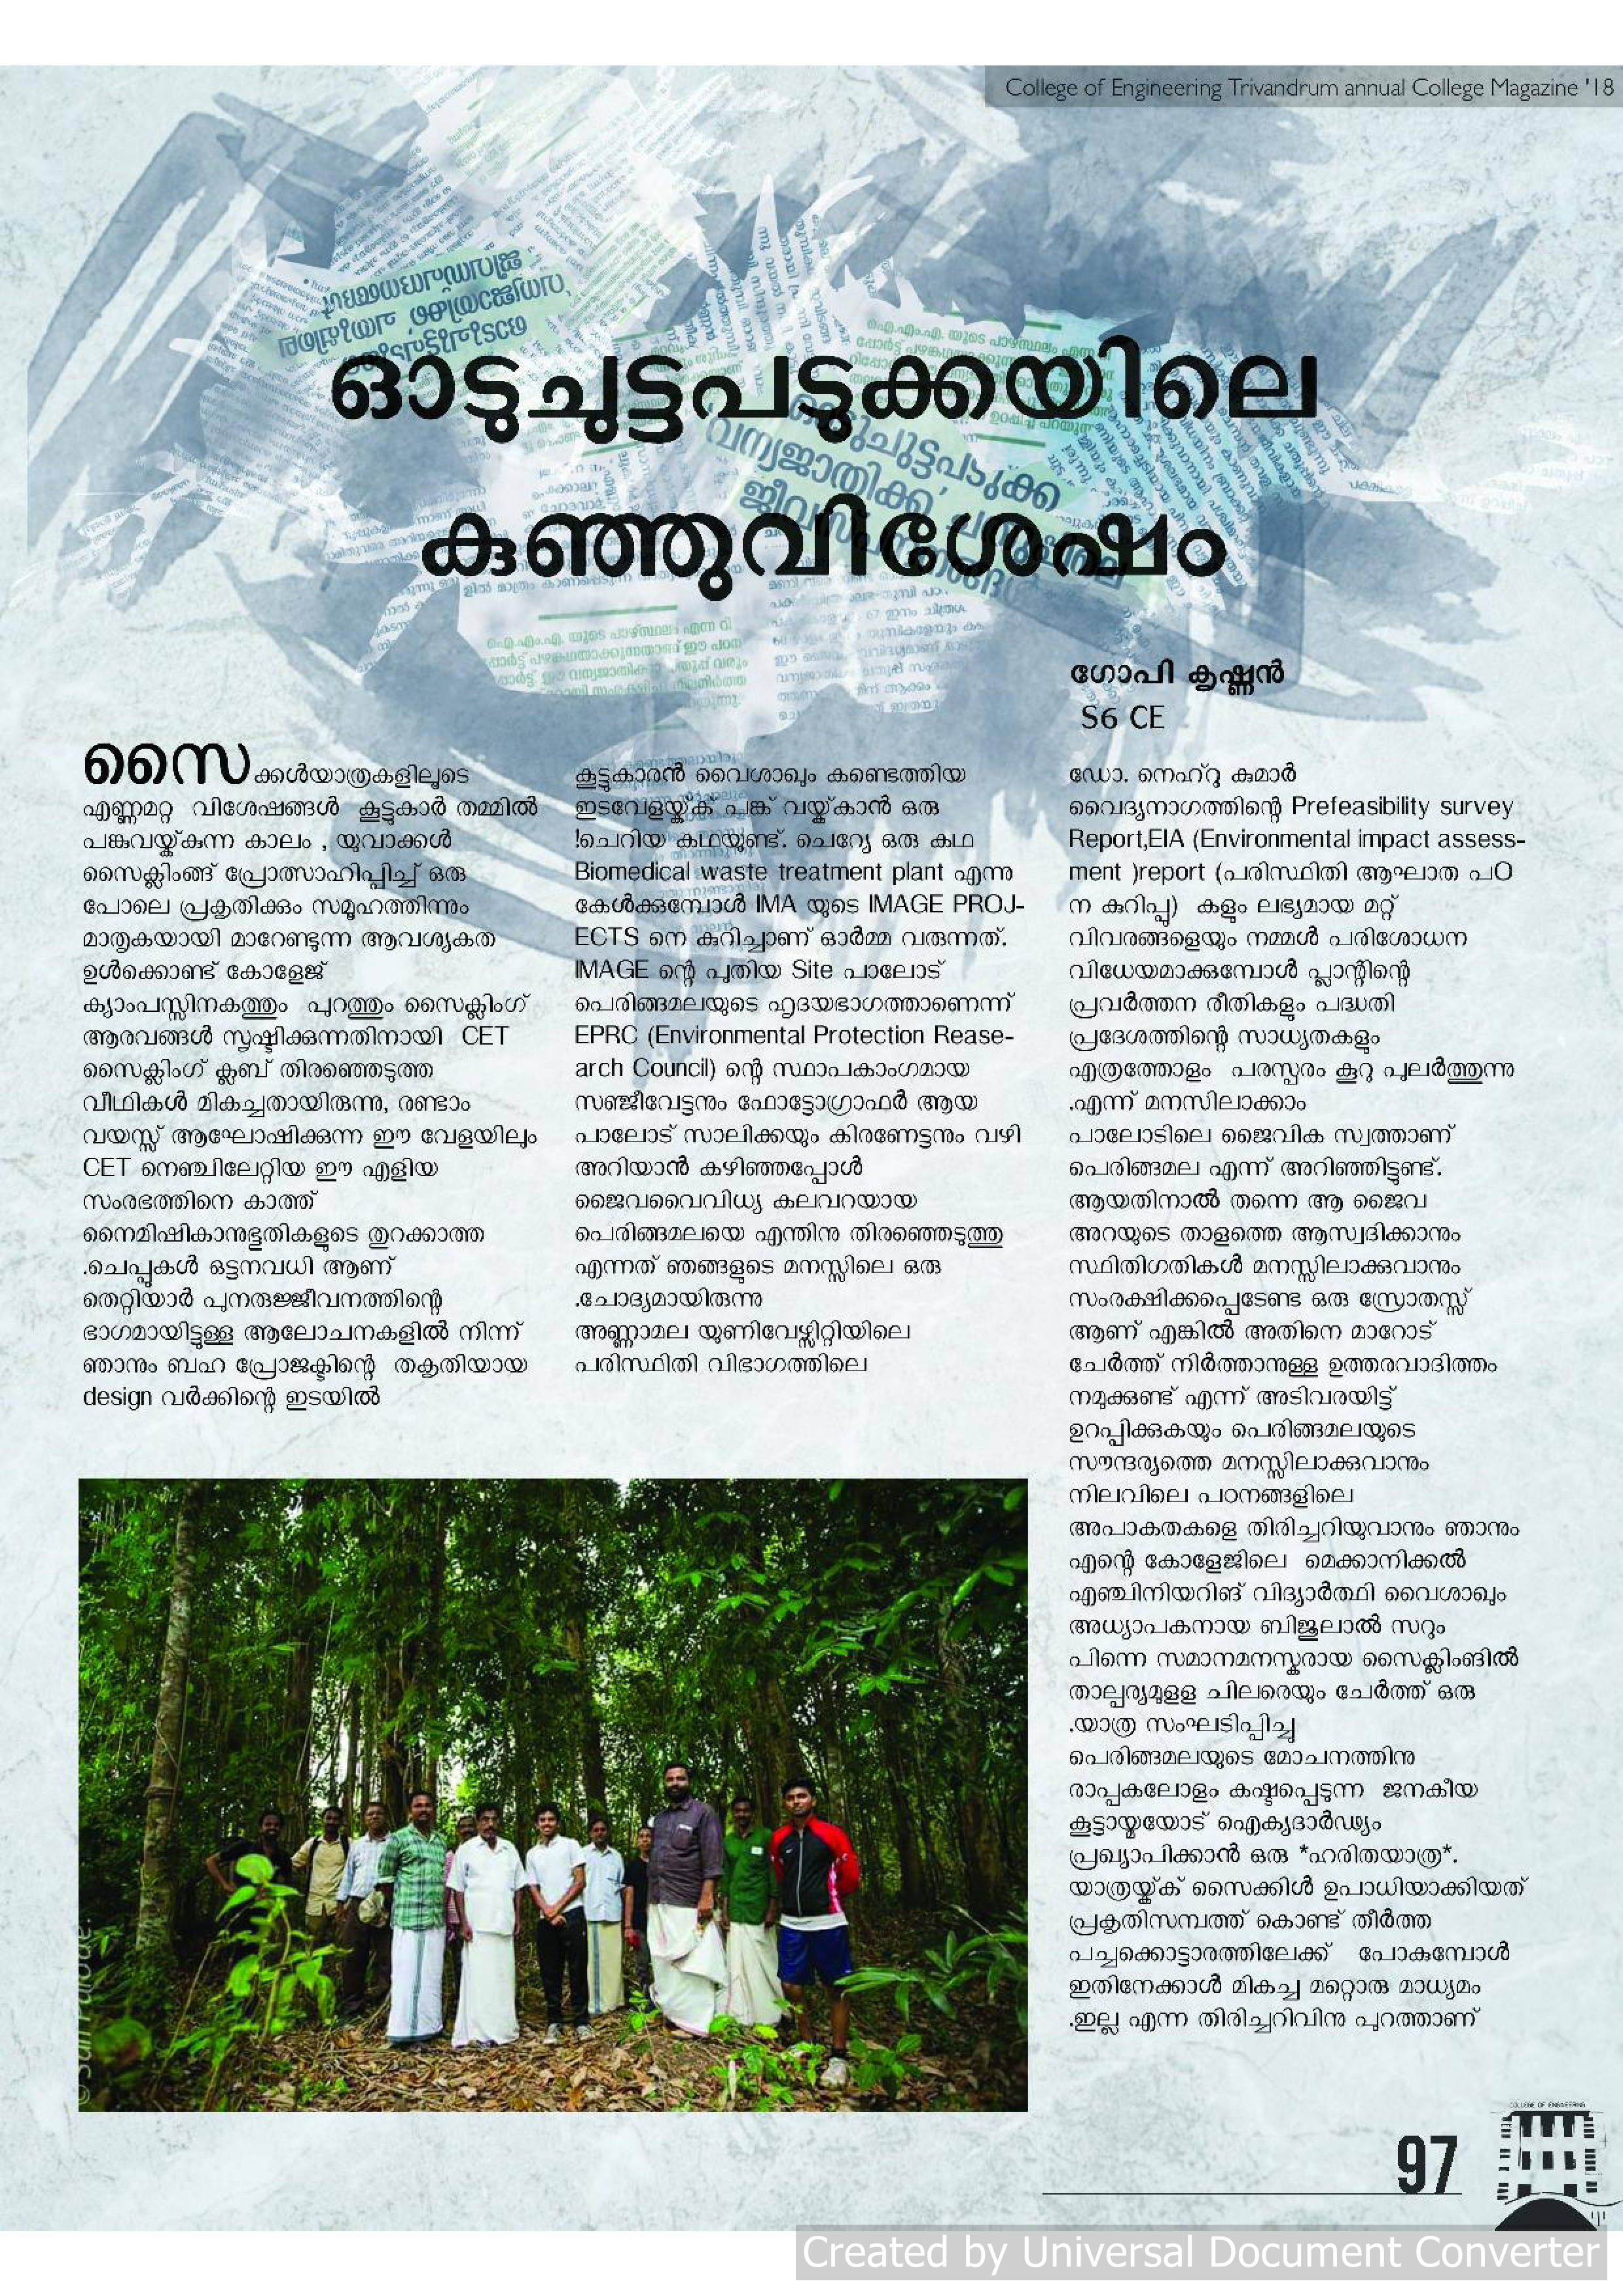 College of Engineering Trivandrum annual College Magazine '18
ഓടുചുട്ടപടുക്കയിലെ
കുഞ്ഞുവിശേഷം
ഗോപി കൃഷ്ണൻ
S6 CE
സൈക്കൾയാത്രകളിലൂടെ
എണ്ണമറ്റ വിശേഷങ്ങൾ കൂട്ടുകാർ തമ്മിൽ
പങ്കുവയ്ക്കുന്ന കാലം , യുവാക്കൾ
സൈക്ലിംങ്ങ് പ്രോത്സാഹിപ്പിച്ച് ഒരു
പോലെ പ്രകൃതിക്കും സമൂഹത്തിന്നും
മാതൃകയായി മാറേണ്ടുന്ന ആവശ്യകത
ഉൾക്കൊണ്ട് കോളേജ്
ക്യാംപസ്സിനകത്തും പുറത്തും സൈക്ലിംഗ്
ആരവങ്ങൾ സൃഷ്ടിക്കുന്നതിനായി CET
സൈക്ലിംഗ് ക്ലബ് തിരഞ്ഞെടുത്ത
വീഥികൾ മികച്ചതായിരുന്നു, രണ്ടാം
വയസ്സ് ആഘോഷിക്കുന്ന ഈ വേളയിലും
CET നെഞ്ചിലേറ്റിയ ഈ എളിയ
സംരഭത്തിനെ കാത്ത്
നൈമിഷികാനുഭൂതികളുടെ തുറക്കാത്ത
.ചെപ്പുകൾ ഒട്ടനവധി ആണ്
തെറ്റിയാർ പുനരുജ്ജീവനത്തിന്റെ
ഭാഗമായിട്ടുള്ള ആലോചനകളിൽ നിന്ന്
ഞാനും ബഹ പ്രോജക്ടിന്റെ തകൃതിയായ
design വർക്കിന്റെ ഇടയിൽ
കൂട്ടുകാരൻ വൈശാഖും കണ്ടെത്തിയ
ഇടവേളയ്ക്ക് പങ്ക് വയ്ക്കാൻ ഒരു
!ചെറിയ കഥയുണ്ട്. ചെറ്യേ ഒരു കഥ
Biomedical waste treatment plant എന്നു
കേൾക്കുമ്പോൾ IMA യുടെ IMAGE PROJ-
ECTS നെ കുറിച്ചാണ് ഓർമ്മ വരുന്നത്.
IMAGE ന്റെ പുതിയ Site പാലോട്
പെരിങ്ങമലയുടെ ഹൃദയഭാഗത്താണെന്ന്
EPRC (Environmental Protection Rease-
arch Council) ന്റെ സ്ഥാപകാംഗമായ
സഞ്ജീവേട്ടനും ഫോട്ടോഗ്രാഫർ ആയ
പാലോട് സാലിക്കയും കിരണേട്ടനും വഴി
അറിയാൻ കഴിഞ്ഞപ്പോൾ
ജൈവവൈവിധ്യ കലവറയായ
പെരിങ്ങമലയെ എന്തിനു തിരഞ്ഞെടുത്തു
എന്നത് ഞങ്ങളുടെ മനസ്സിലെ ഒരു
.ചോദ്യമായിരുന്നു
അണ്ണാമല യുണിവേഴ്സിറ്റിയിലെ
പരിസ്ഥിതി വിഭാഗത്തിലെ
ഡോ. നെഹ്റൂ കുമാർ
വൈദ്യനാഗത്തിന്റെ Prefeasibility survey
Report,EIA (Environmental impact assess-
ment )report (പരിസ്ഥിതി ആഘാത പഠ
ന കുറിപ്പു) കളും ലഭ്യമായ മറ്റ്
വിവരങ്ങളെയും നമ്മൾ പരിശോധന
വിധേയമാക്കുമ്പോൾ പ്ലാന്റിന്റെ
പ്രവർത്തന രീതികളും പദ്ധതി
പ്രദേശത്തിന്റെ സാധ്യതകളും
എത്രത്തോളം പരസ്പരം കൂറു പുലർത്തുന്നു
.എന്ന് മനസിലാക്കാം
പാലോടിലെ ജൈവിക സ്വത്താണ്
പെരിങ്ങമല എന്ന് അറിഞ്ഞിട്ടുണ്ട്.
ആയതിനാൽ തന്നെ ആ ജൈവ
അറയുടെ താളത്തെ ആസ്വദിക്കാനും
സ്ഥിതിഗതികൾ മനസ്സിലാക്കുവാനും
സംരക്ഷിക്കപ്പെടേണ്ട ഒരു സ്രോതസ്സ്
ആണ് എങ്കിൽ അതിനെ മാറോട്
ചേർത്ത് നിർത്താനുള്ള ഉത്തരവാദിത്തം
നമുക്കുണ്ട് എന്ന് അടിവരയിട്ട്
ഉറപ്പിക്കുകയും പെരിങ്ങമലയുടെ
സൗന്ദര്യത്തെ മനസ്സിലാക്കുവാനും
നിലവിലെ പഠനങ്ങളിലെ
അപാകതകളെ തിരിച്ചറിയുവാനും ഞാനും
എന്റെ കോളേജിലെ മെക്കാനിക്കൽ
എഞ്ചിനിയറിങ് വിദ്യാർത്ഥി വൈശാഖും
അധ്യാപകനായ ബിജുലാൽ സറും
പിന്നെ സമാനമനസ്കരായ സൈക്ലിംങിൽ
താല്പര്യമുളള ചിലരെയും ചേർത്ത് ഒരു
.യാത്ര സംഘടിപ്പിച്ചു
പെരിങ്ങമലയുടെ മോചനത്തിനു
രാപ്പകലോളം കഷ്ടപ്പെടുന്ന ജനകീയ
കൂട്ടായ്മയോട് ഐക്യദാർഢ്യം
പ്രഖ്യാപിക്കാൻ ഒരു *ഹരിതയാത്ര*.
യാത്രയ്ക്ക് സൈക്കിൾ ഉപാധിയാക്കിയത്
പ്രകൃതിസമ്പത്ത് കൊണ്ട് തീർത്ത
പച്ചക്കൊട്ടാരത്തിലേക്ക് പോകുമ്പോൾ
ഇതിനേക്കാൾ മികച്ച മറ്റൊരു മാധ്യമം
.ഇല്ല എന്ന തിരിച്ചറിവിനു പുറത്താണ്
COLLEGE OF ENGINEERING
97
Created by Universal Document Converter